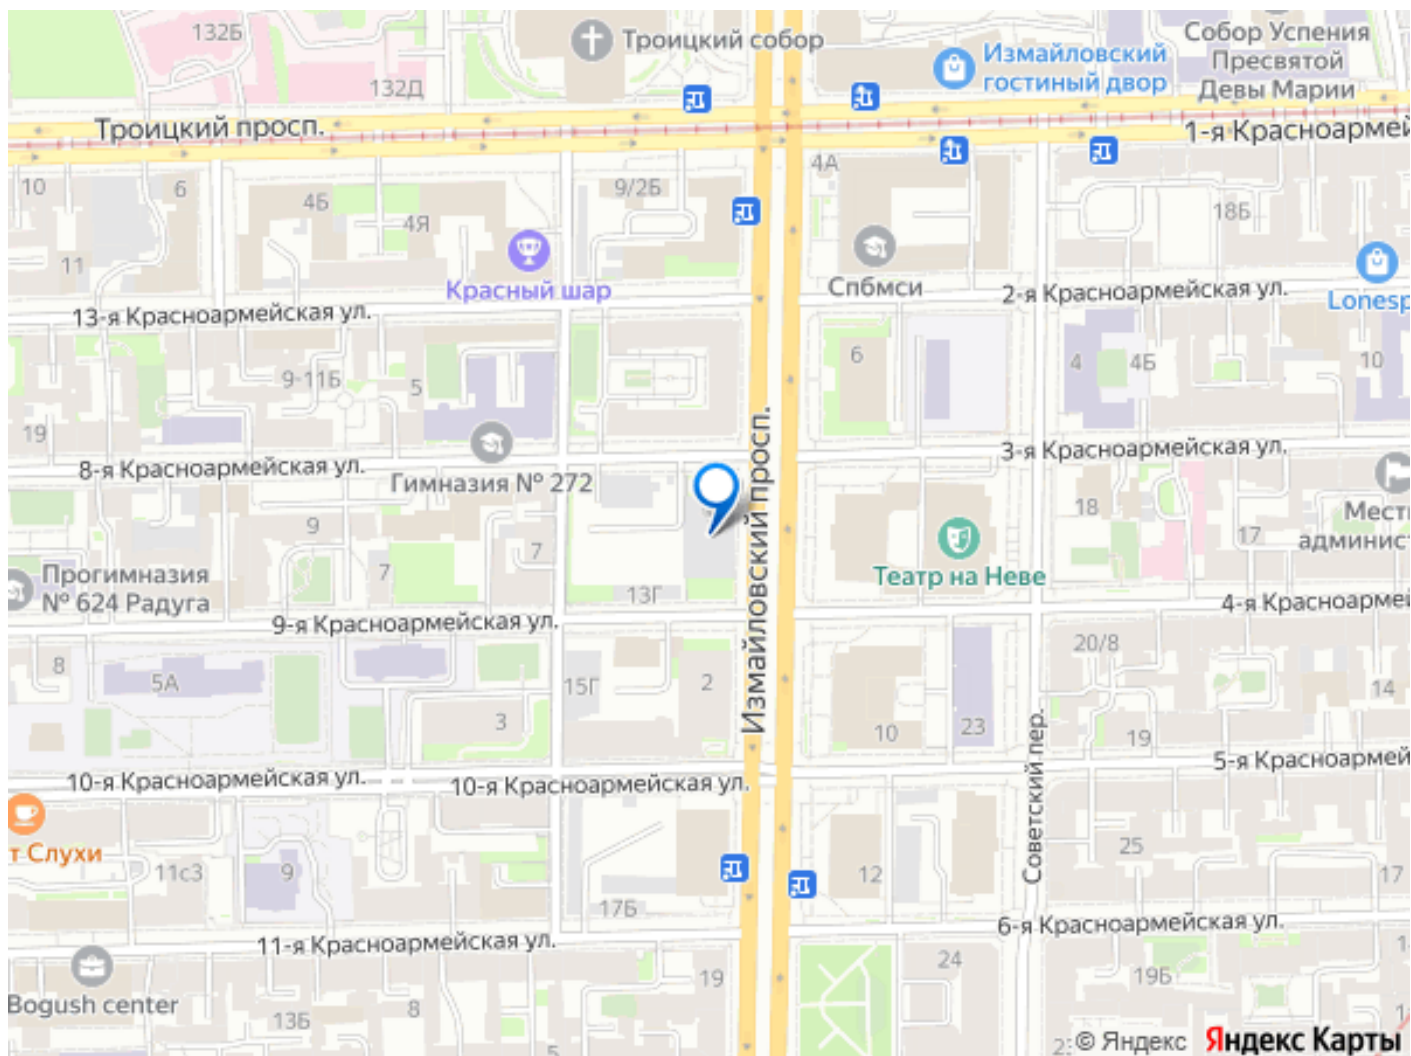 132Б
Троицкий собор
Измайловский
гостиный двор
Собор Успения
Пресвятой
Девы Марии
132Д
Троицкий просп.
1-я Красноармей
10
6
4Б
4Я
9/2Б
4А
18Б
11
Красный шар
Спбмси
2-я Красноармейская ул.
Lonesp
13-я Красноармейская ул.
9-11Б
5
6
4
4Б
10
19
8-я Красноармейская ул.
Гимназия № 272
3-я Красноармейская ул.
Измайловский просп.
9
7
7
18
17
Местн
админист
Прогимназия
№ 624 Радуга
13Г
Театр на Неве
9-я Красноармейская ул.
4-я Красноармей
8
5А
15Г
2
3
10
23
20/8
14
19
Советский пер.
10-я Красноармейская ул.
10-я Красноармейская ул.
5-я Красноармей
т Слухи
11с3
9
17Б
12
25
17
11-я Красноармейская ул.
6-я Красноармейская ул.
Bogush center
13Б
8
5
19
24
19Б
© Яндекс
Яндекс Карты